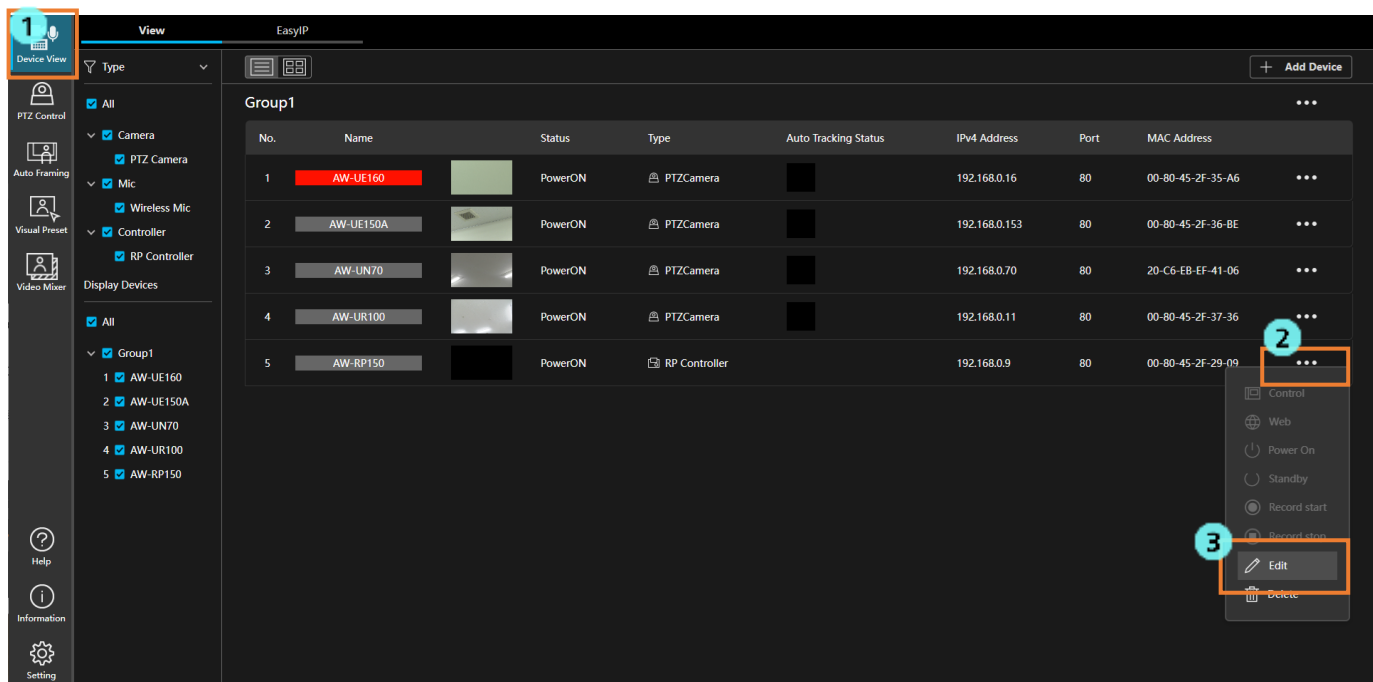 1
Device View
PTZ Control
Auto Framing
Visual Preset
Video Mixer
Help
Information
Setting
View EasyIP
Type
All
Camera
PTZ Camera
Mic
Wireless Mic
Controller
RP Controller
Display Devices
All
Group1
1 AW-UE160
2 AW-UE150A
3 AW-UN70
4 AW-UR100
5 AW-RP150
+ Add Device
Group1 •••
No. Name Status Type Auto Tracking Status IPv4 Address Port MAC Address
1 AW-UE160 PowerON PTZCamera 192.168.0.16 80 00-80-45-2F-35-A6 •••
2 AW-UE150A PowerON PTZCamera 192.168.0.153 80 00-80-45-2F-36-BE •••
3 AW-UN70 PowerON PTZCamera 192.168.0.70 80 20-C6-EB-EF-41-06 •••
4 AW-UR100 PowerON PTZCamera 192.168.0.11 80 00-80-45-2F-37-36 •••
2
5 AW-RP150 PowerON RP Controller 192.168.0.9 80 00-80-45-2F-29-09 •••
Control
Web
Power On
Standby
Record start
Record stop
3
Edit
Delete